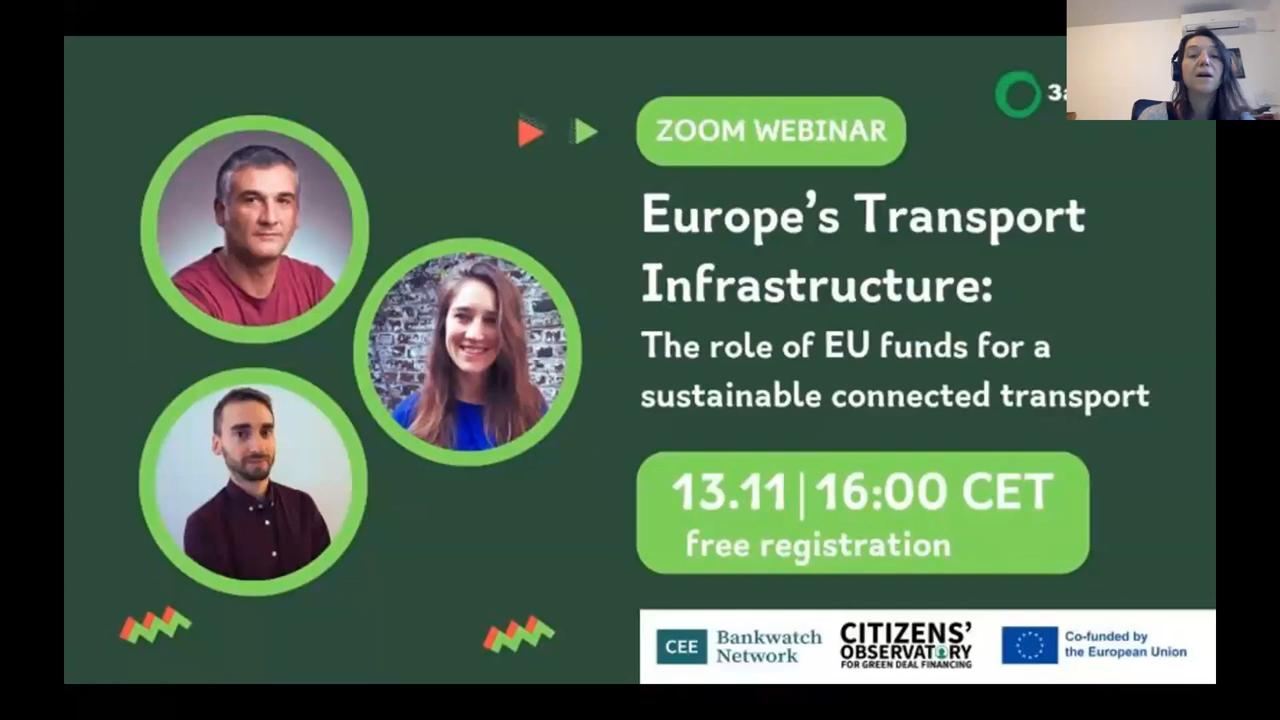 ZOOM WEBINAR
Europe's Transport
Infrastructure:
The role of EU funds for a
sustainable connected transport
13.11 | 16:00 CET
free registration
CEE Bankwatch
Network
CITIZENS'
OBSERVATORY
FOR GREEN DEAL FINANCING
Co-funded by
the European Union